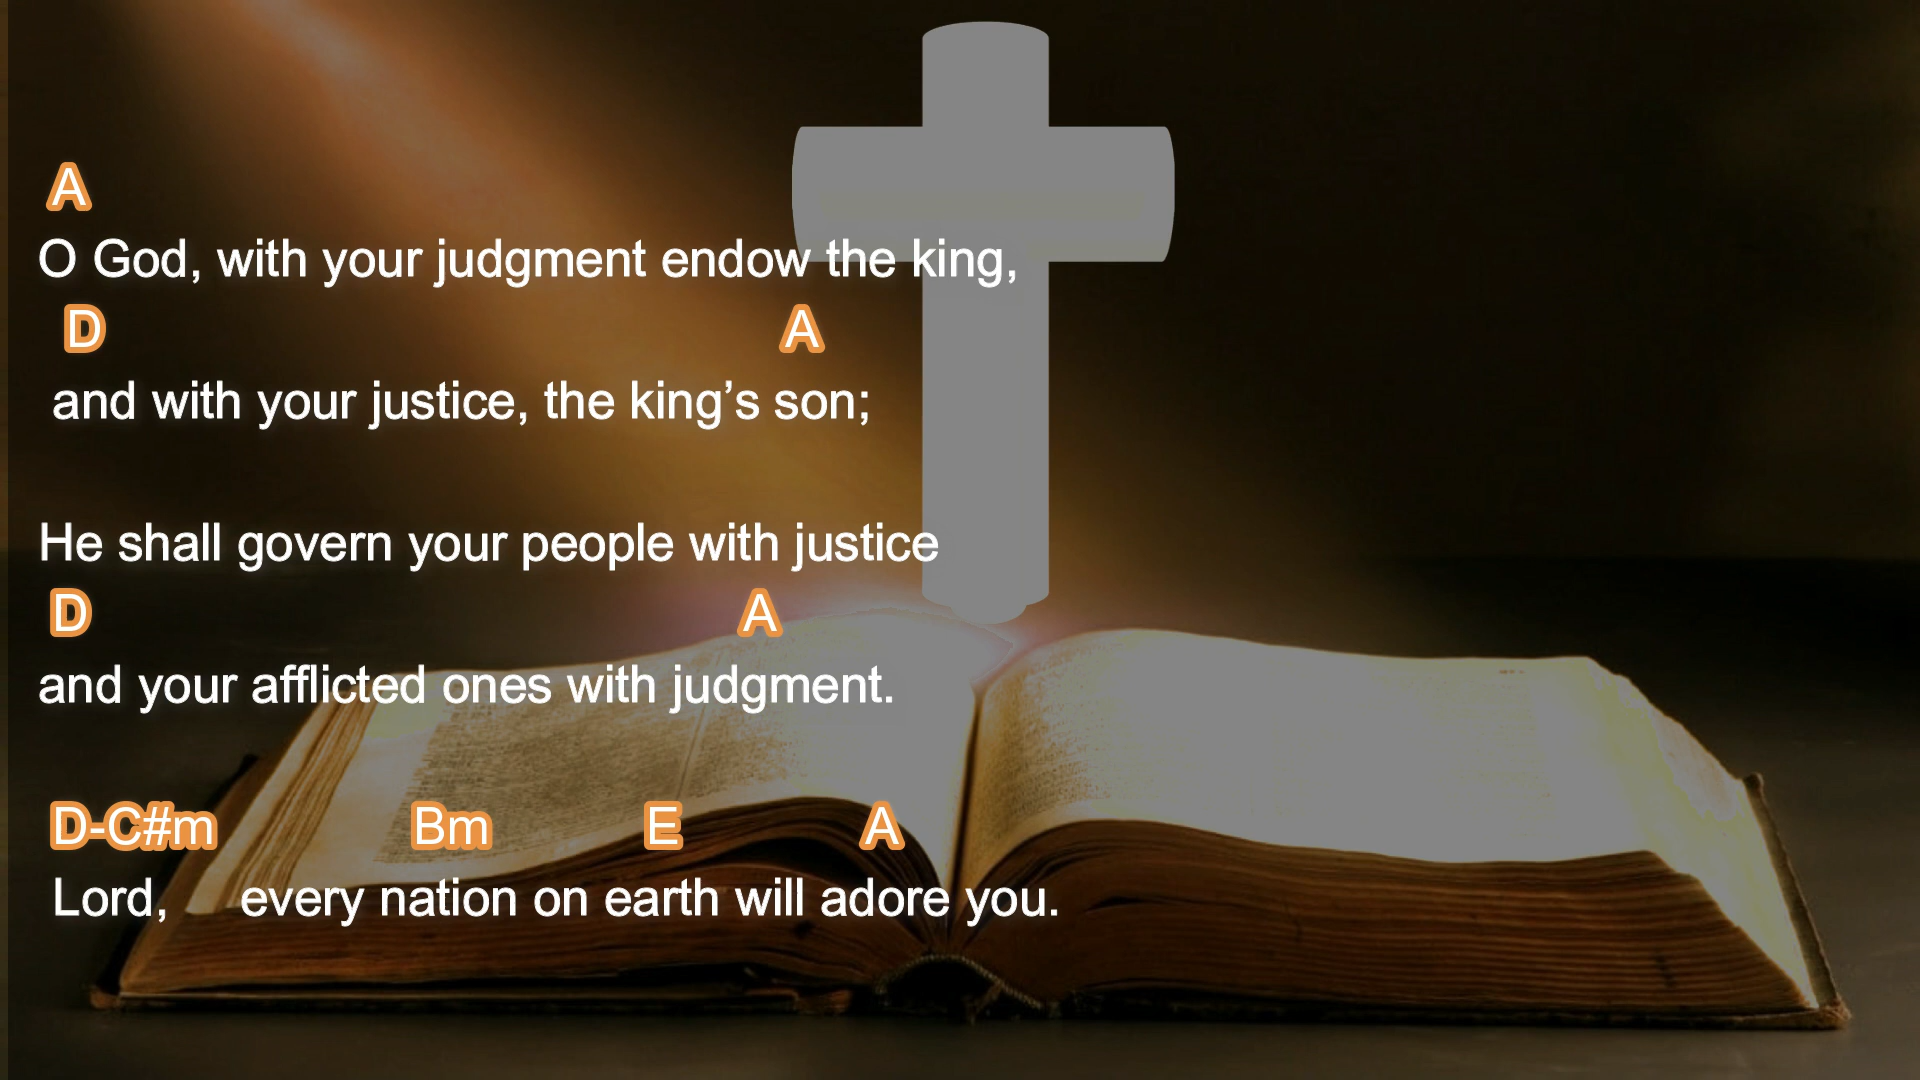 A
O God, with your judgment endow the king,
D A
and with your justice, the king’s son;
He shall govern your people with justice
D A
and your afflicted ones with judgment.
D-C#m Bm E A
Lord, every nation on earth will adore you.